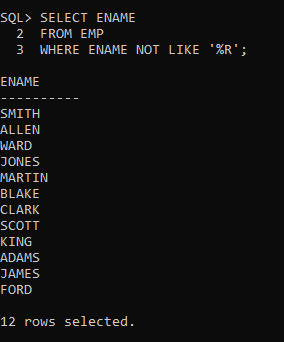 SQL> SELECT ENAME
  2  FROM EMP
  3  WHERE ENAME NOT LIKE '%R';
ENAME
----------
SMITH
ALLEN
WARD
JONES
MARTIN
BLAKE
CLARK
SCOTT
KING
ADAMS
JAMES
FORD
12 rows selected.